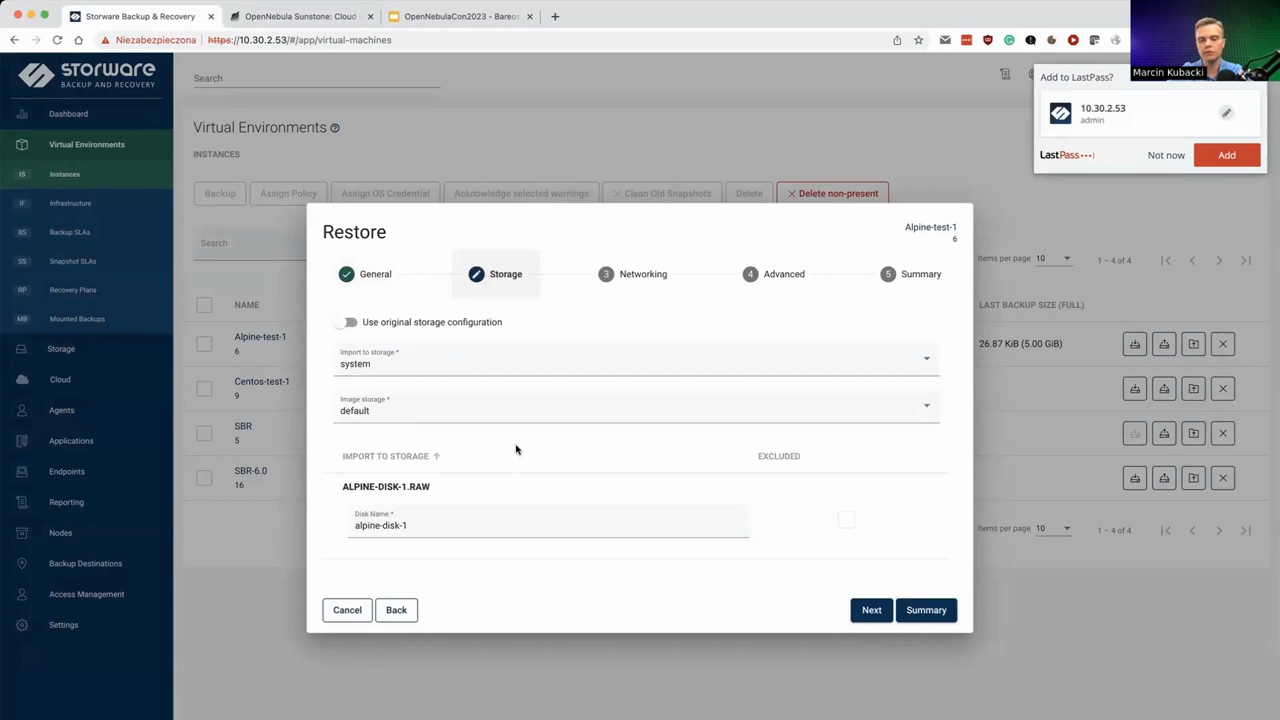 Storware Backup & Recovery
OpenNebula Sunstone: Cloud
OpenNebulaCon2023 - Bareos
Niezabezpieczona
https://10.30.2.53/#/app/virtual-machines
Marcin Kubacki
Add to LastPass?
10.30.2.53
admin
LastPass
Not now
Add
STORWARE
BACKUP AND RECOVERY
Search
Dashboard
Virtual Environments
IS Instances
IF Infrastructure
BS Backup SLAs
SS Snapshot SLAs
RP Recovery Plans
MB Mounted Backups
Storage
Cloud
Agents
Applications
Endpoints
Reporting
Nodes
Backup Destinations
Access Management
Settings
Virtual Environments
INSTANCES
Backup
Assign Policy
Assign OS Credential
Acknowledge selected warnings
Clean Old Snapshots
Delete
Delete non-present
Search
Items per page 10 1 – 4 of 4
NAME
LAST BACKUP SIZE (FULL)
Alpine-test-1
6
26.87 KiB (5.00 GiB)
Centos-test-1
9
SBR
5
SBR-6.0
16
Items per page 10 1 – 4 of 4
Restore
Alpine-test-1
6
General
Storage
3 Networking
4 Advanced
5 Summary
Use original storage configuration
Import to storage *
system
Image storage *
default
IMPORT TO STORAGE
EXCLUDED
ALPINE-DISK-1.RAW
Disk Name *
alpine-disk-1
Cancel
Back
Next
Summary